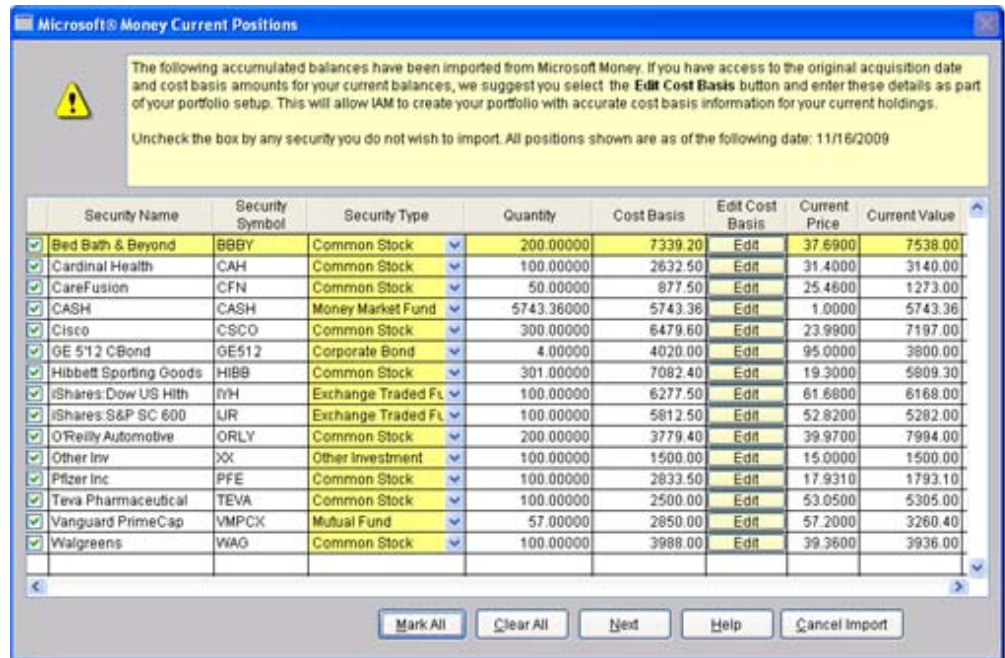 Microsoft® Money Current Positions
The following accumulated balances have been imported from Microsoft Money. If you have access to the original acquisition date
and cost basis amounts for your current balances, we suggest you select the Edit Cost Basis button and enter these details as part
of your portfolio setup. This will allow IAM to create your portfolio with accurate cost basis information for your current holdings.
Uncheck the box by any security you do not wish to import. All positions shown are as of the following date: 11/16/2009
Security Name Security Symbol Security Type Quantity Cost Basis Edit Cost Basis Current Price Current Value
Bed Bath & Beyond BBBY Common Stock 200.00000 7339.20 Edit 37.6900 7538.00
Cardinal Health CAH Common Stock 100.00000 2632.50 Edit 31.4000 3140.00
CareFusion CFN Common Stock 50.00000 877.50 Edit 25.4600 1273.00
CASH CASH Money Market Fund 5743.36000 5743.36 Edit 1.0000 5743.36
Cisco CSCO Common Stock 300.00000 6479.60 Edit 23.9900 7197.00
GE 5'12 CBond GE512 Corporate Bond 4.00000 4020.00 Edit 95.0000 3800.00
Hibbett Sporting Goods HIBB Common Stock 301.00000 7082.40 Edit 19.3000 5809.30
iShares:Dow US Hlth IYH Exchange Traded Fu 100.00000 6277.50 Edit 61.6800 6168.00
iShares:S&P SC 600 IJR Exchange Traded Fu 100.00000 5812.50 Edit 52.8200 5282.00
O'Reilly Automotive ORLY Common Stock 200.00000 3779.40 Edit 39.9700 7994.00
Other Inv XX Other Investment 100.00000 1500.00 Edit 15.0000 1500.00
Pfizer Inc PFE Common Stock 100.00000 2833.50 Edit 17.9310 1793.10
Teva Pharmaceutical TEVA Common Stock 100.00000 2500.00 Edit 53.0500 5305.00
Vanguard PrimeCap VMPCX Mutual Fund 57.00000 2850.00 Edit 57.2000 3260.40
Walgreens WAG Common Stock 100.00000 3988.00 Edit 39.3600 3936.00
Mark All Clear All Next Help Cancel Import